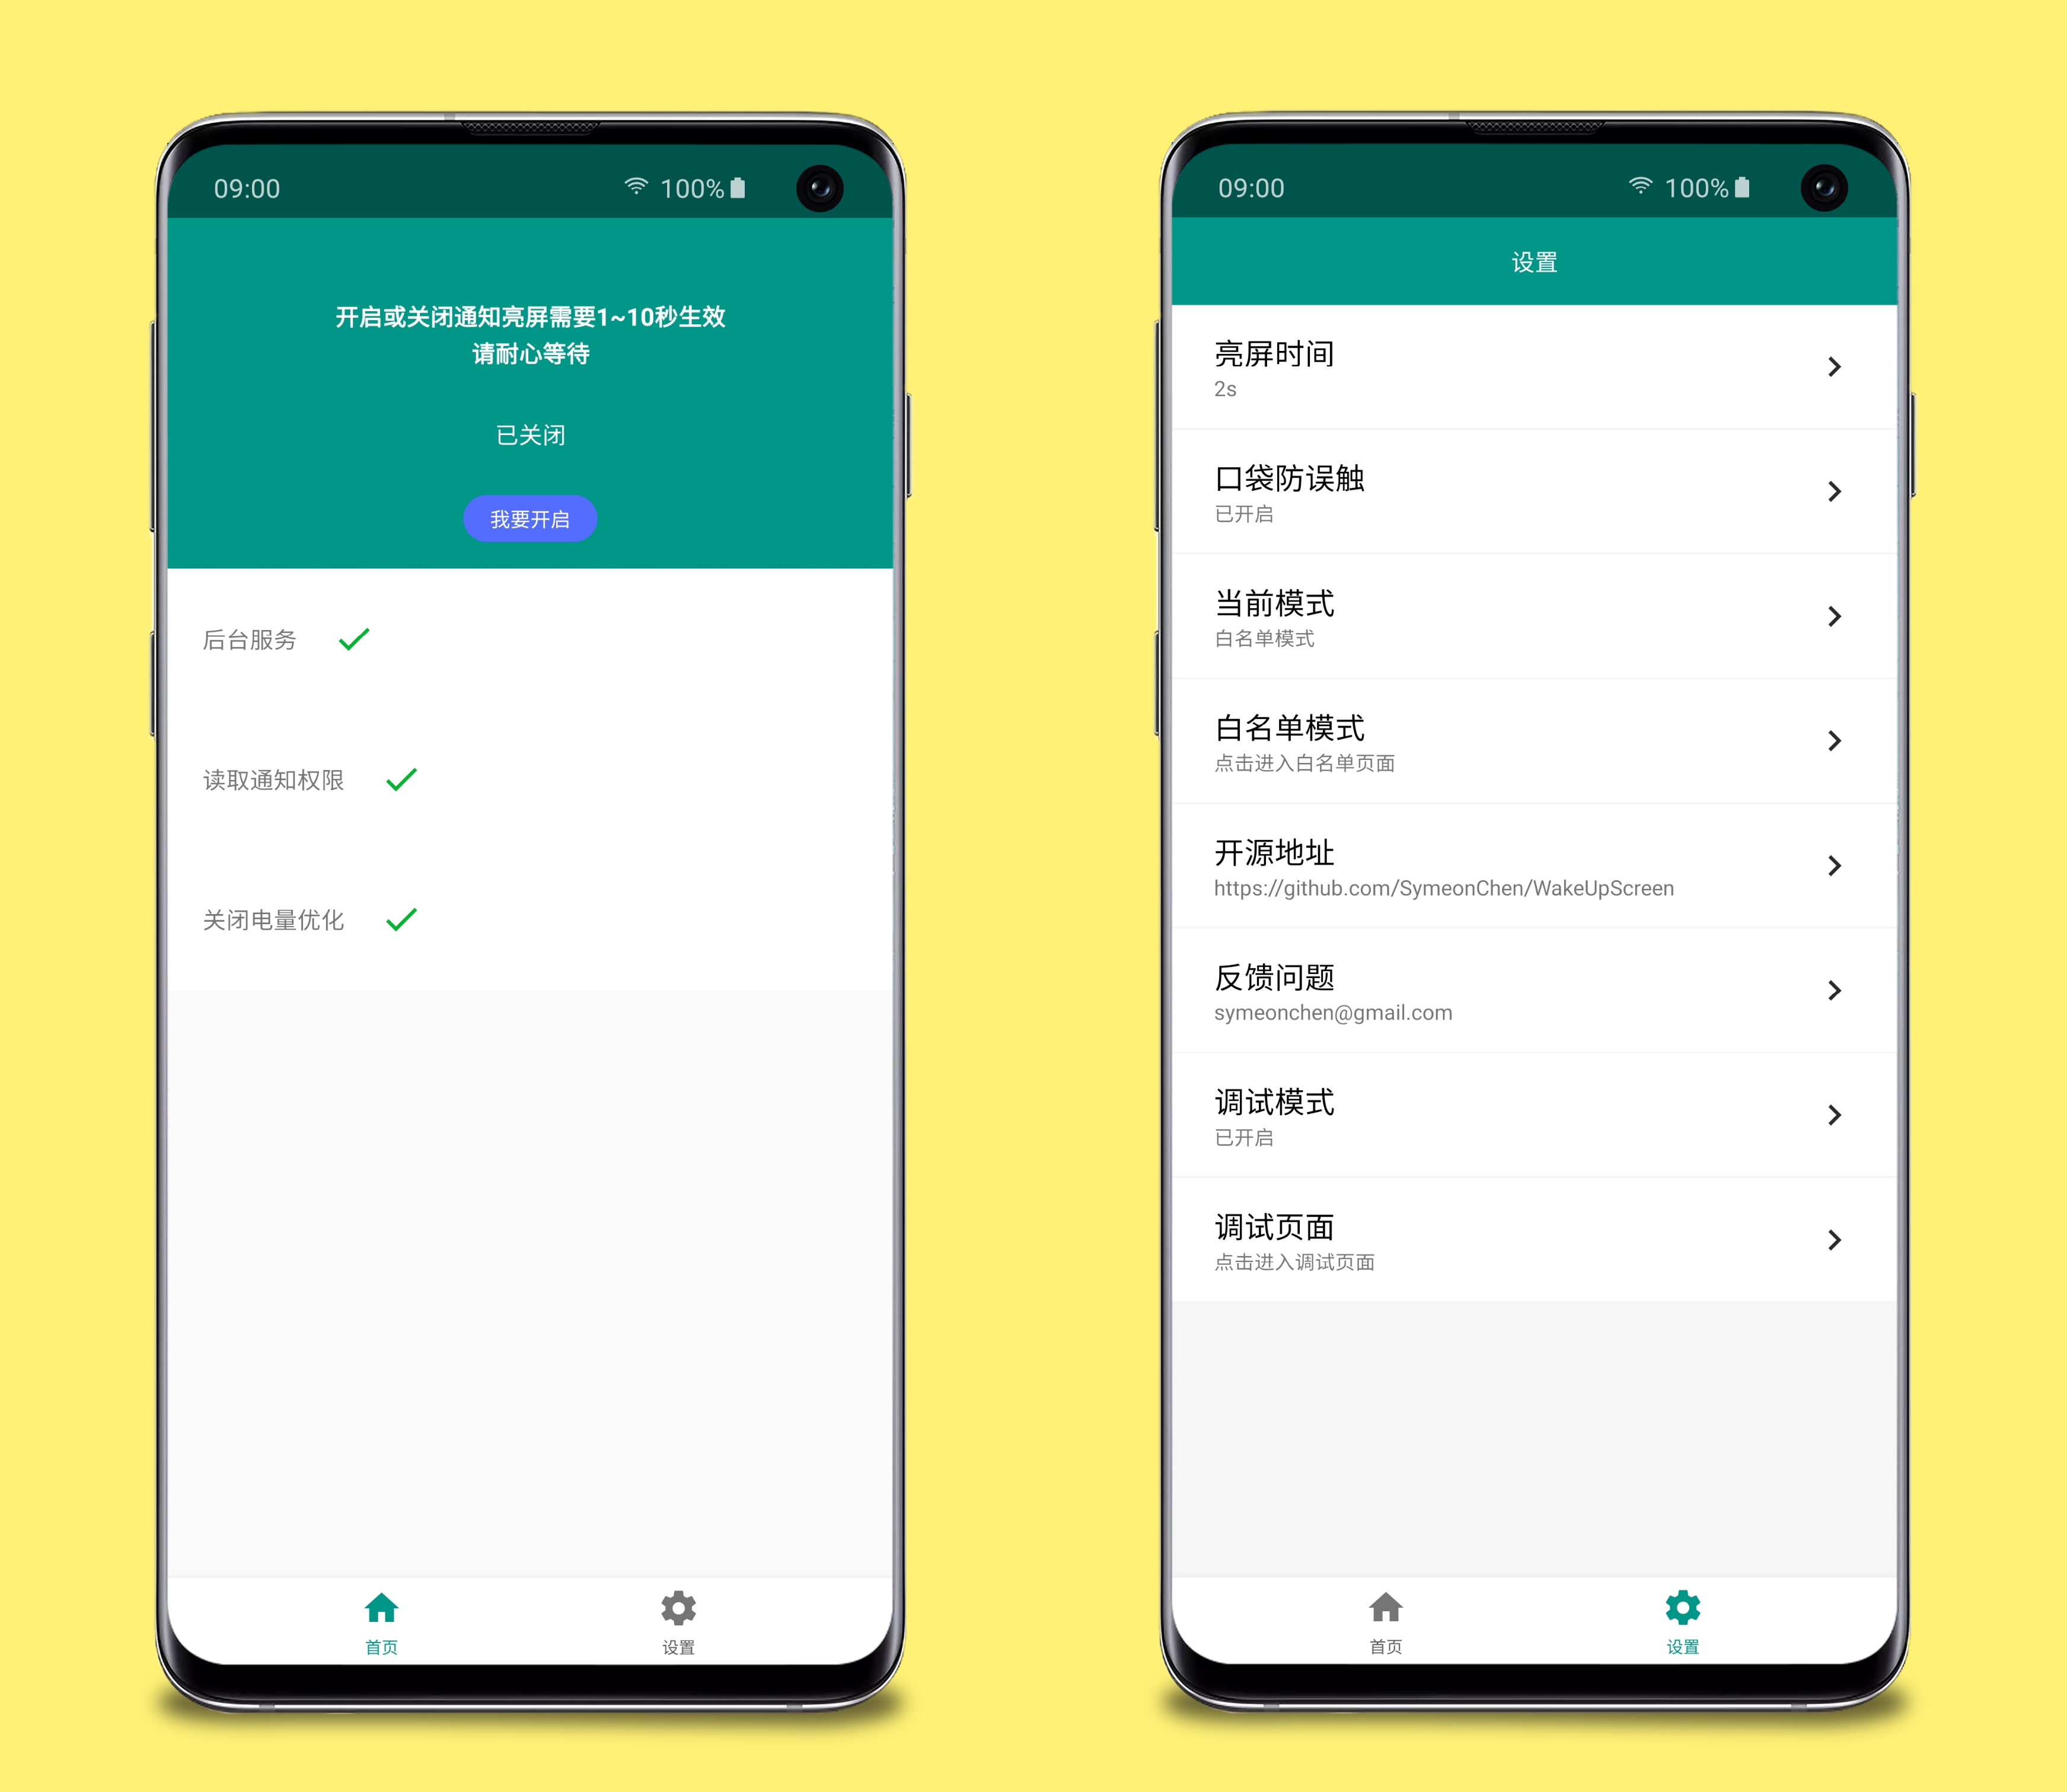 09:00
100%
开启或关闭通知亮屏需要1~10秒生效
请耐心等待
已关闭
我要开启
后台服务
读取通知权限
关闭电量优化
首页
设置
09:00
100%
设置
亮屏时间
2s
口袋防误触
已开启
当前模式
白名单模式
白名单模式
点击进入白名单页面
开源地址
https://github.com/SymeonChen/WakeUpScreen
反馈问题
symeonchen@gmail.com
调试模式
已开启
调试页面
点击进入调试页面
首页
设置